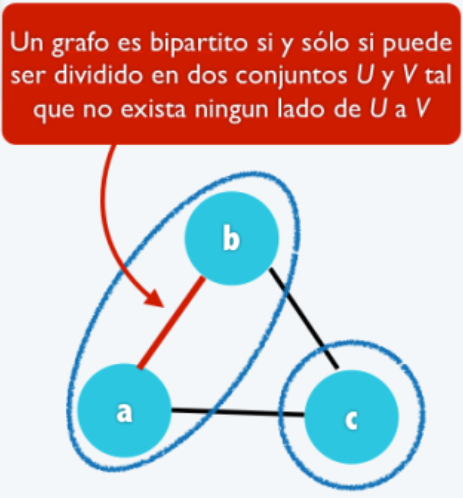 Un grafo es bipartito si y sólo si puede
ser dividido en dos conjuntos U y V tal
que no exista ningun lado de U a V
b
a
c